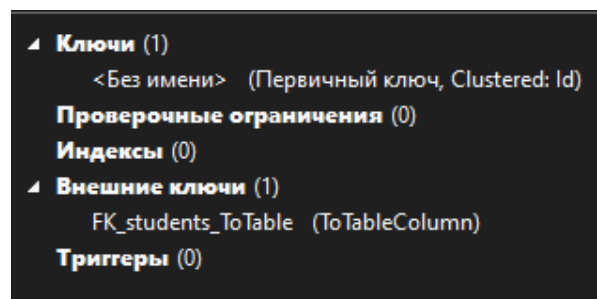 Ключи (1)
<Без имени> (Первичный ключ, Clustered: Id)
Проверочные ограничения (0)
Индексы (0)
Внешние ключи (1)
FK_students_ToTable (ToTableColumn)
Триггеры (0)